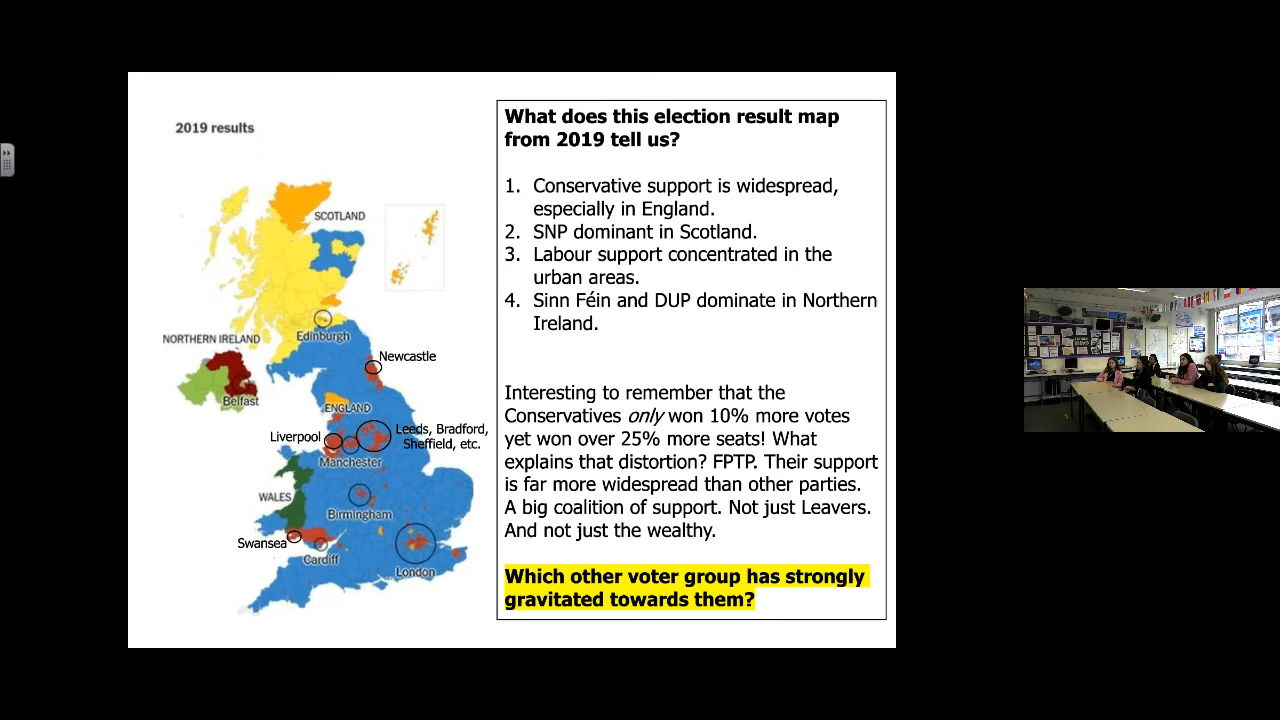 2019 results
SCOTLAND
Edinburgh
NORTHERN IRELAND
Newcastle
Belfast
ENGLAND
Liverpool
Leeds, Bradford,
Sheffield, etc.
Manchester
WALES
Birmingham
Swansea
Cardiff
London
What does this election result map
from 2019 tell us?
1. Conservative support is widespread,
especially in England.
2. SNP dominant in Scotland.
3. Labour support concentrated in the
urban areas.
4. Sinn Féin and DUP dominate in Northern
Ireland.
Interesting to remember that the
Conservatives only won 10% more votes
yet won over 25% more seats! What
explains that distortion? FPTP. Their support
is far more widespread than other parties.
A big coalition of support. Not just Leavers.
And not just the wealthy.
Which other voter group has strongly
gravitated towards them?